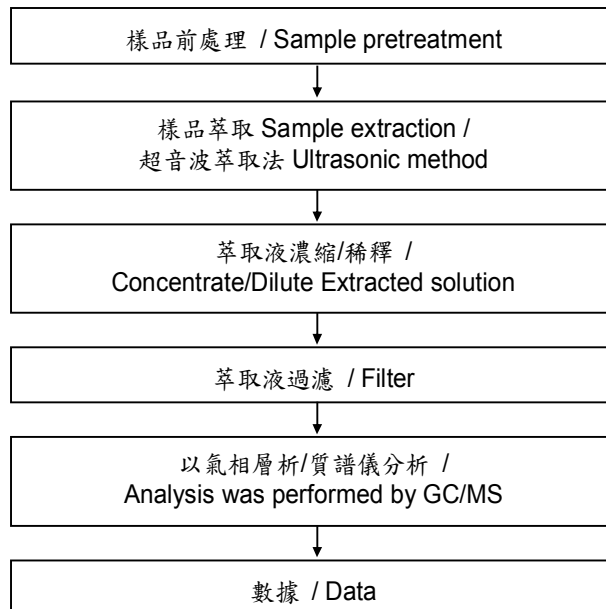 樣品前處理 / Sample pretreatment
樣品萃取 Sample extraction /
超音波萃取法 Ultrasonic method
萃取液濃縮/稀釋 /
Concentrate/Dilute Extracted solution
萃取液過濾 / Filter
以氣相層析/質譜儀分析 /
Analysis was performed by GC/MS
數據 / Data